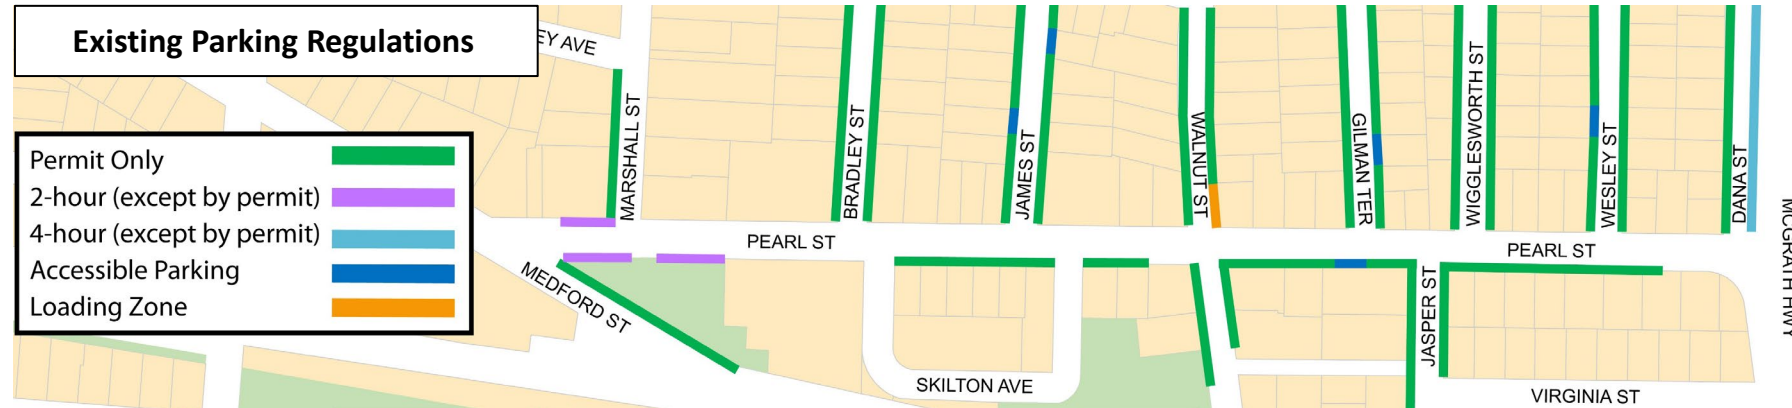 Existing Parking Regulations
EY AVE
Permit Only
2-hour (except by permit)
4-hour (except by permit)
Accessible Parking
Loading Zone
MARSHALL ST
BRADLEY ST
JAMES ST
WALNUT ST
GILMAN TER
WIGGLESWORTH ST
WESLEY ST
DANA ST
MCGRATH HWY
PEARL ST
PEARL ST
MEDFORD ST
JASPER ST
SKILTON AVE
VIRGINIA ST